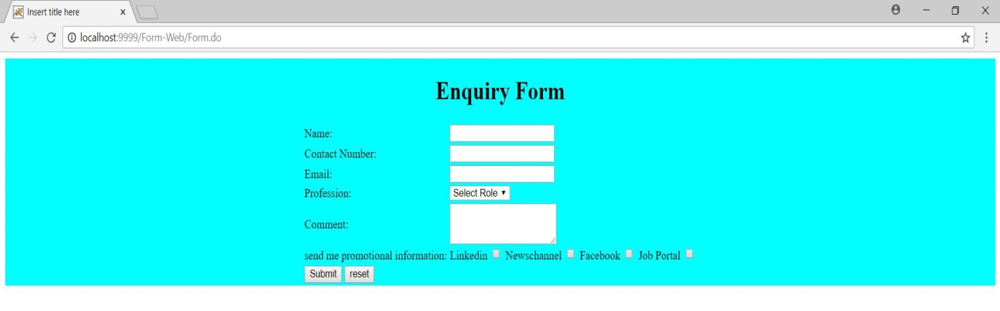 Insert title here
localhost:9999/Form-Web/Form.do
Enquiry Form
Name:
Contact Number:
Email:
Profession: Select Role
Comment:
send me promotional information: Linkedin Newschannel Facebook Job Portal
Submit reset